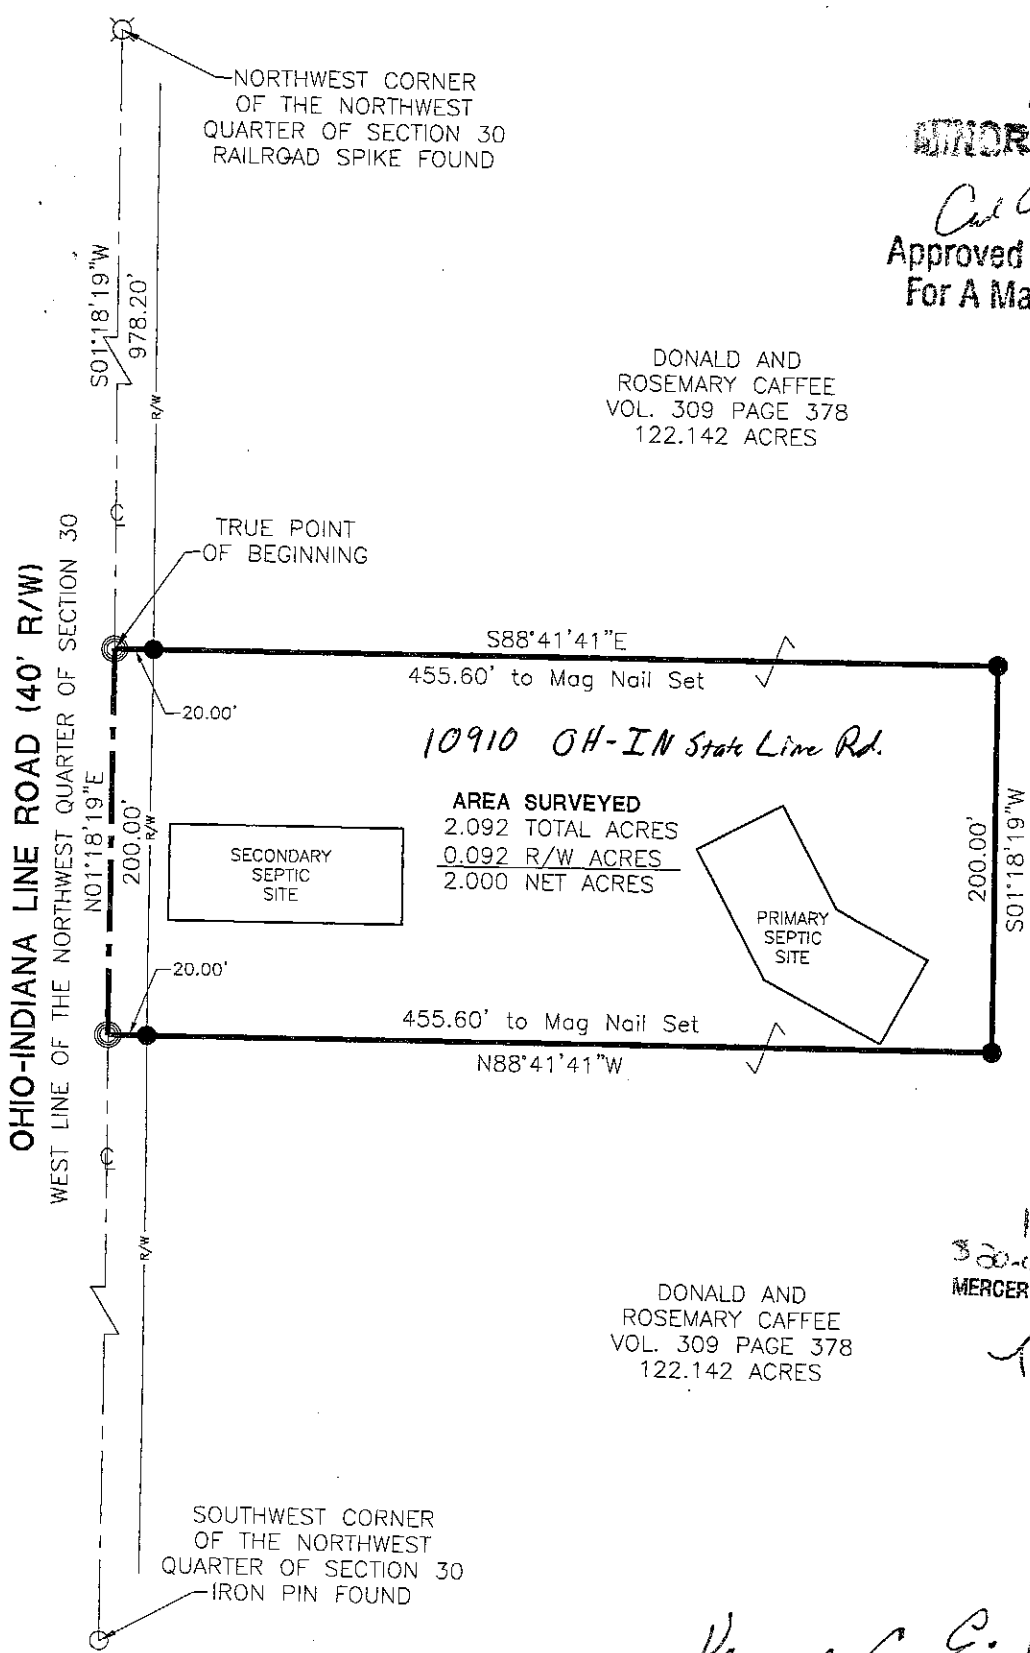 NORTHWEST CORNER
OF THE NORTHWEST
QUARTER OF SECTION 30
RAILROAD SPIKE FOUND
MINOR
Approved
For A Ma
S01°18'19"W
978.20'
R/W
DONALD AND
ROSEMARY CAFFEE
VOL. 309 PAGE 378
122.142 ACRES
TRUE POINT
OF BEGINNING
OHIO-INDIANA LINE ROAD (40' R/W)
WEST LINE OF THE NORTHWEST QUARTER OF SECTION 30
S88°41'41"E
455.60' to Mag Nail Set
20.00'
10910 OH-IN State Line Rd.
N01°18'19"E
200.00'
R/W
AREA SURVEYED
2.092 TOTAL ACRES
0.092 R/W ACRES
2.000 NET ACRES
SECONDARY
SEPTIC
SITE
PRIMARY
SEPTIC
SITE
200.00'
S01°18'19"W
20.00'
455.60' to Mag Nail Set
N88°41'41"W
R/W
MERCER
DONALD AND
ROSEMARY CAFFEE
VOL. 309 PAGE 378
122.142 ACRES
SOUTHWEST CORNER
OF THE NORTHWEST
QUARTER OF SECTION 30
IRON PIN FOUND